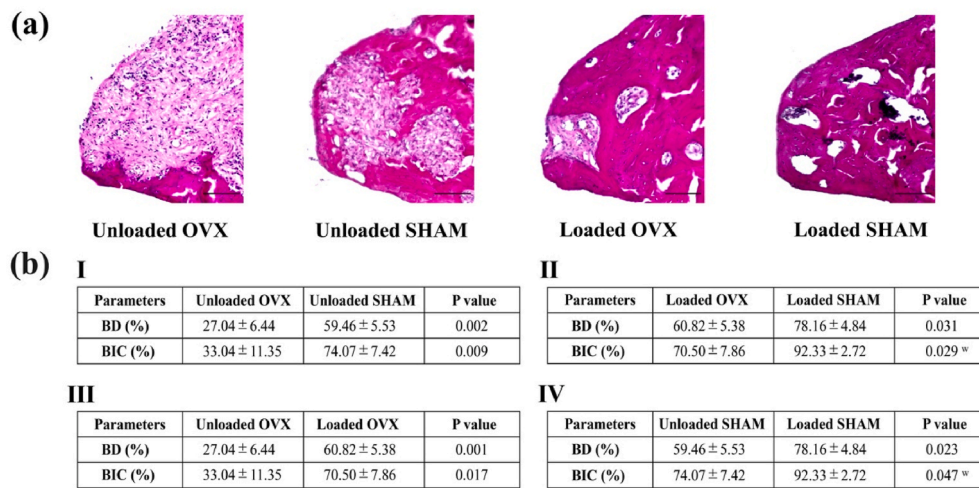 (a)
Unloaded OVX Unloaded SHAM Loaded OVX Loaded SHAM
(b)
I
Parameters Unloaded OVX Unloaded SHAM P value
BD (%) 27.04 ± 6.44 59.46 ± 5.53 0.002
BIC (%) 33.04 ± 11.35 74.07 ± 7.42 0.009
II
Parameters Loaded OVX Loaded SHAM P value
BD (%) 60.82 ± 5.38 78.16 ± 4.84 0.031
BIC (%) 70.50 ± 7.86 92.33 ± 2.72 0.029 w
III
Parameters Unloaded OVX Loaded OVX P value
BD (%) 27.04 ± 6.44 60.82 ± 5.38 0.001
BIC (%) 33.04 ± 11.35 70.50 ± 7.86 0.017
IV
Parameters Unloaded SHAM Loaded SHAM P value
BD (%) 59.46 ± 5.53 78.16 ± 4.84 0.023
BIC (%) 74.07 ± 7.42 92.33 ± 2.72 0.047 w